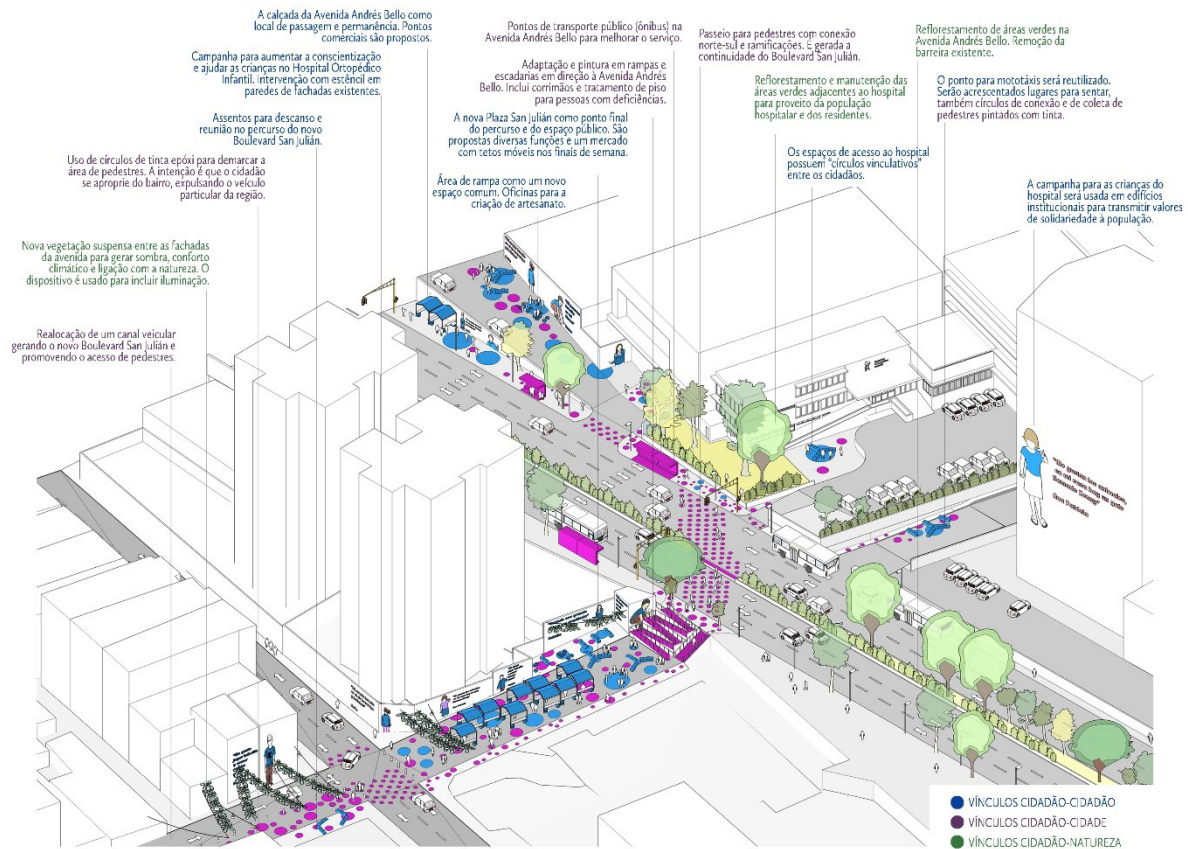 A calçada da Avenida Andrés Bello como
local de passagem e permanência. Pontos
comerciais são propostos.
Campanha para aumentar a conscientização
e ajudar as crianças no Hospital Ortopédico
Infantil. Intervenção com estêncil em
paredes de fachadas existentes.
Assentos para descanso e
reunião no percurso do novo
Boulevard San Julián.
Uso de círculos de tinta epóxi para demarcar a
área de pedestres. A intenção é que o cidadão
se aproprie do bairro, expulsando o veículo
particular da região.
Nova vegetação suspensa entre as fachadas
da avenida para gerar sombra, conforto
climático e ligação com a natureza. O
dispositivo é usado para incluir iluminação.
Realocação de um canal veicular
gerando o novo Boulevard San Julián e
promovendo o acesso de pedestres.
Pontos de transporte público (ônibus) na
Avenida Andrés Bello para melhorar o serviço.
Adaptação e pintura em rampas e
escadarias em direção à Avenida Andrés
Bello. Inclui corrimãos e tratamento de piso
para pessoas com deficiências.
A nova Plaza San Julián como ponto final
do percurso e do espaço público. São
propostas diversas funções e um mercado
com tetos móveis nos finais de semana.
Área de rampa como um novo
espaço comum. Oficinas para a
criação de artesanato.
Passeio para pedestres com conexão
norte-sul e ramificações. É gerada a
continuidade do Boulevard San Julián.
Reflorestamento e manutenção das
áreas verdes adjacentes ao hospital
para proveito da população
hospitalar e dos residentes.
Os espaços de acesso ao hospital
possuem "círculos vinculativos"
entre os cidadãos.
Reflorestamento de áreas verdes na
Avenida Andrés Bello. Remoção da
barreira existente.
O ponto para mototáxis será reutilizado.
Serão acrescentados lugares para sentar,
também círculos de conexão e de coleta de
pedestres pintados com tinta.
A campanha para as crianças do
hospital será usada em edifícios
institucionais para transmitir valores
de solidariedade à população.
VÍNCULOS CIDADÃO-CIDADÃO
VÍNCULOS CIDADÃO-CIDADE
VÍNCULOS CIDADÃO-NATUREZA